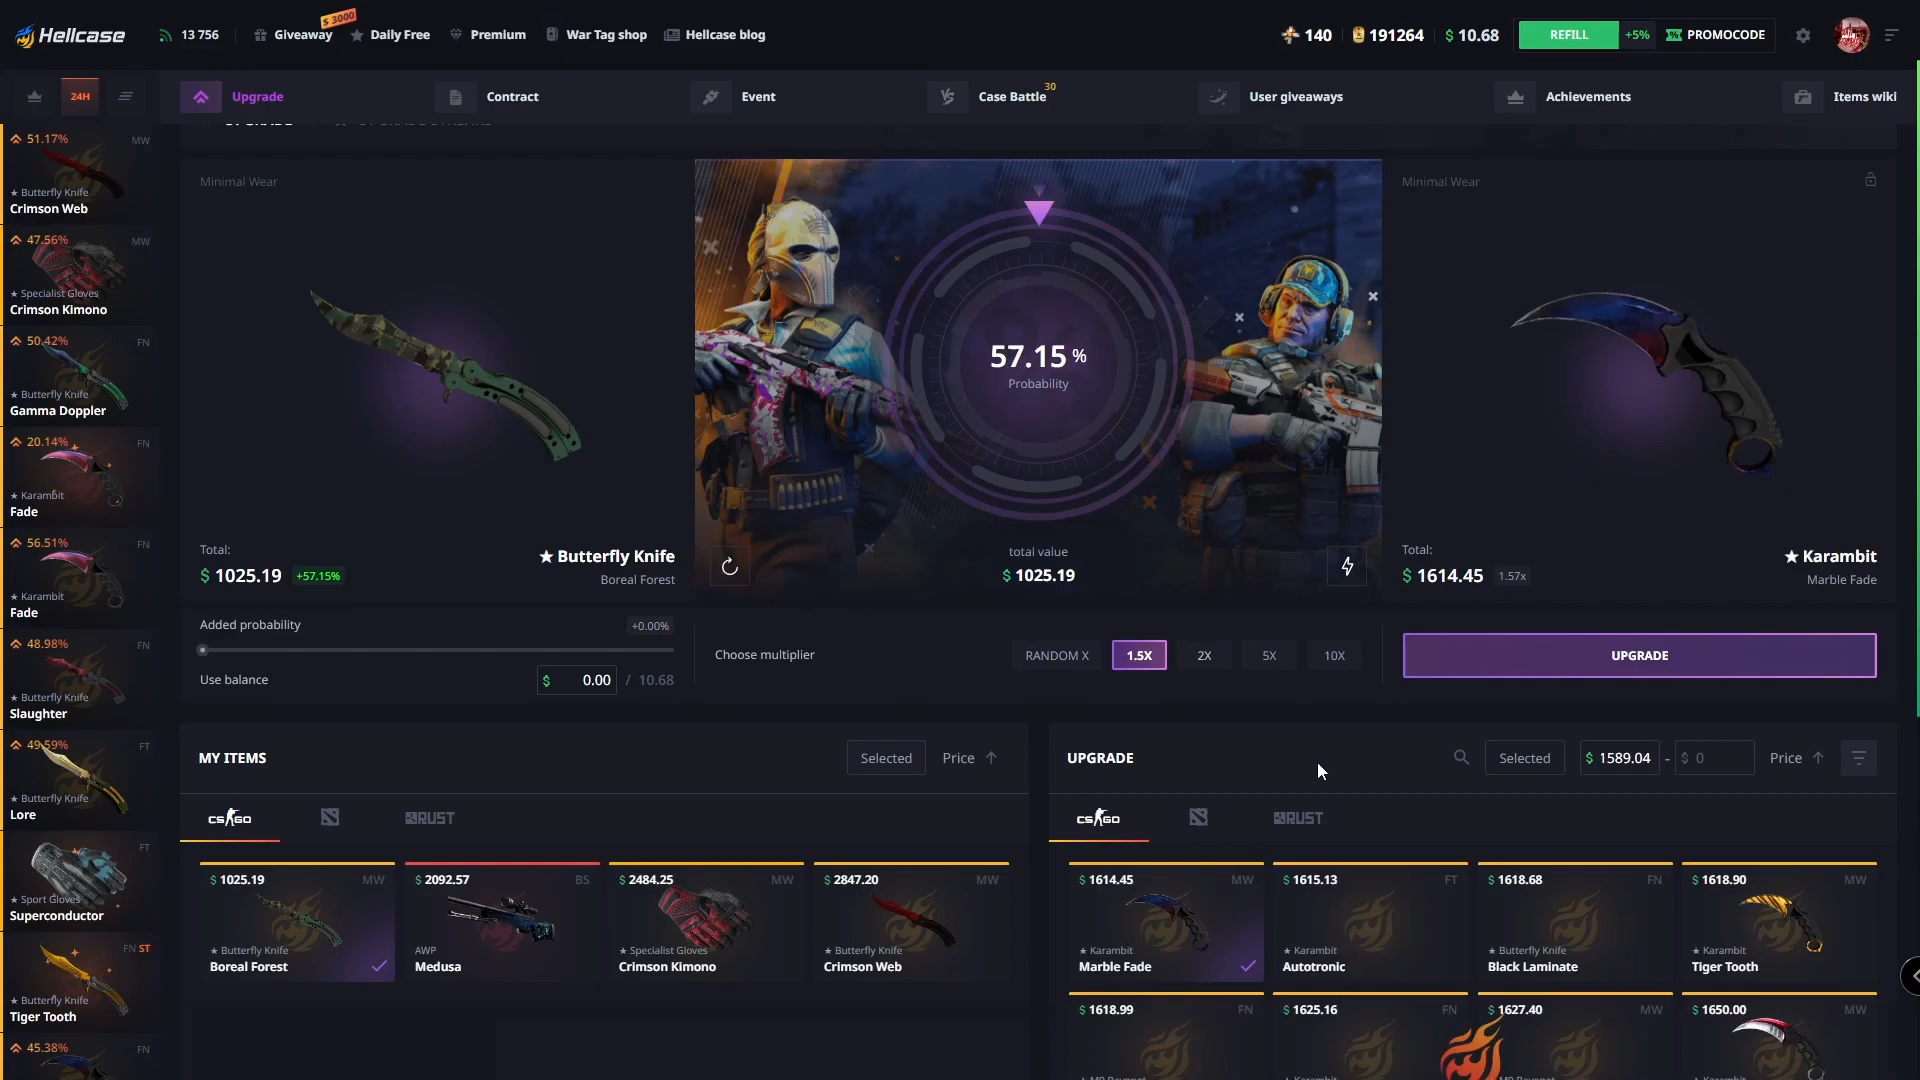 Hellcase
13 756
Giveaway
$ 3000
Daily Free
Premium
War Tag shop
Hellcase blog
140
191264
$ 10.68
REFILL
+5%
PROMOCODE
24H
Upgrade
Contract
Event
Case Battle
30
User giveaways
Achievements
Items wiki
51.17%
MW
★ Butterfly Knife
Crimson Web
47.56%
MW
★ Specialist Gloves
Crimson Kimono
50.42%
FN
★ Butterfly Knife
Gamma Doppler
20.14%
FN
★ Karambit
Fade
56.51%
FN
★ Karambit
Fade
48.98%
FN
★ Butterfly Knife
Slaughter
49.59%
FT
★ Butterfly Knife
Lore
FT
★ Sport Gloves
Superconductor
FN ST
★ Butterfly Knife
Tiger Tooth
45.38%
FN
Minimal Wear
Total:
$ 1025.19 +57.15%
★ Butterfly Knife
Boreal Forest
57.15 %
Probability
total value
$ 1025.19
Minimal Wear
Total:
$ 1614.45 1.57x
★ Karambit
Marble Fade
Added probability
+0.00%
Use balance
$ 0.00 / 10.68
Choose multiplier
RANDOM X
1.5X
2X
5X
10X
UPGRADE
MY ITEMS
Selected
Price
CS GO
RUST
$ 1025.19 MW
★ Butterfly Knife
Boreal Forest
$ 2092.57 BS
AWP
Medusa
$ 2484.25 MW
★ Specialist Gloves
Crimson Kimono
$ 2847.20 MW
★ Butterfly Knife
Crimson Web
UPGRADE
Selected
$ 1589.04 - $ 0
Price
CS GO
RUST
$ 1614.45 MW
★ Karambit
Marble Fade
$ 1615.13 FT
★ Karambit
Autotronic
$ 1618.68 FN
★ Butterfly Knife
Black Laminate
$ 1618.90 MW
★ Karambit
Tiger Tooth
$ 1618.99 FN
$ 1625.16 FN
$ 1627.40 MW
$ 1650.00 MW